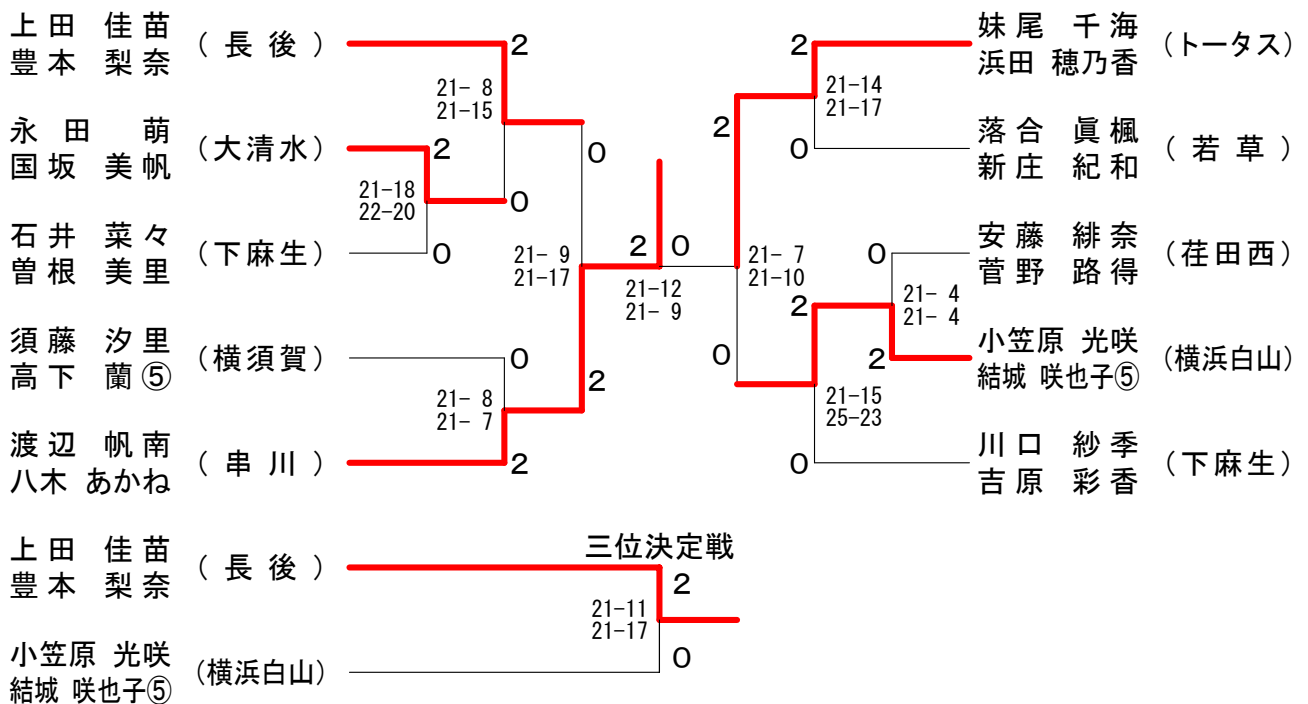 上田 佳苗
豊本 梨奈
(長後)
2
21- 8
21-15
永田 萌
国坂 美帆
(大清水)
2
0
21-18
22-20
0
石井 菜々
曽根 美里
(下麻生)
0
21- 9
21-17
須藤 汐里
高下 蘭⑤
(横須賀)
0
2
21- 8
21- 7
渡辺 帆南
八木 あかね
(串川)
2
2 0
21-12
21- 9
妹尾 千海
浜田 穂乃香
(トータス)
2
21-14
21-17
2
落合 眞楓
新庄 紀和
(若草)
0
安藤 緋奈
菅野 路得
(荏田西)
0
21- 7
21-10
21- 4
21- 4
2
0
小笠原 光咲
結城 咲也子⑤
(横浜白山)
2
21-15
25-23
川口 紗季
吉原 彩香
(下麻生)
0
三位決定戦
上田 佳苗
豊本 梨奈
(長後)
2
21-11
21-17
小笠原 光咲
結城 咲也子⑤
(横浜白山)
0